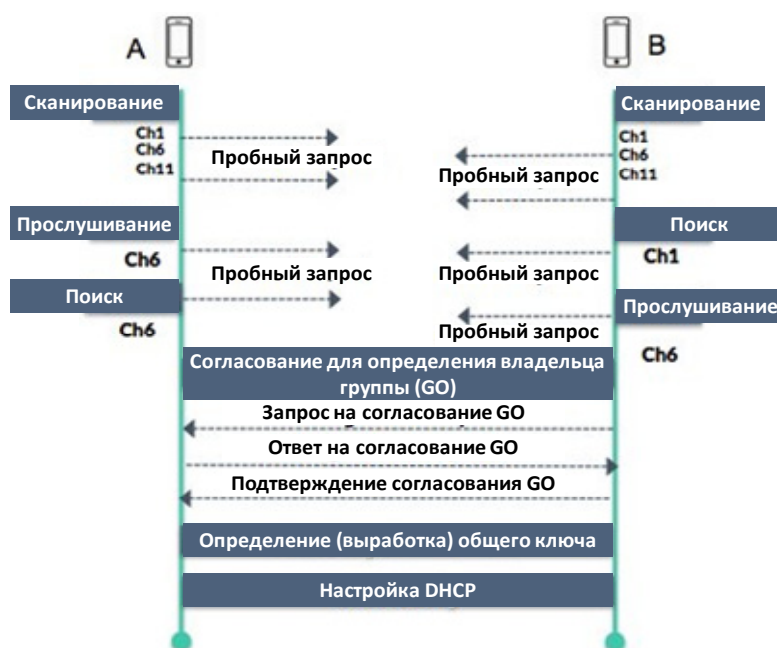 A
B
Сканирование
Сканирование
Ch1
Ch6
Ch11
Пробный запрос
Ch1
Ch6
Ch11
Пробный запрос
Прослушивание
Поиск
Ch6
Ch1
Пробный запрос
Пробный запрос
Поиск
Прослушивание
Ch6
Пробный запрос
Ch6
Согласование для определения владельца
группы (GO)
Запрос на согласование GO
Ответ на согласование GO
Подтверждение согласования GO
Определение (выработка) общего ключа
Настройка DHCP